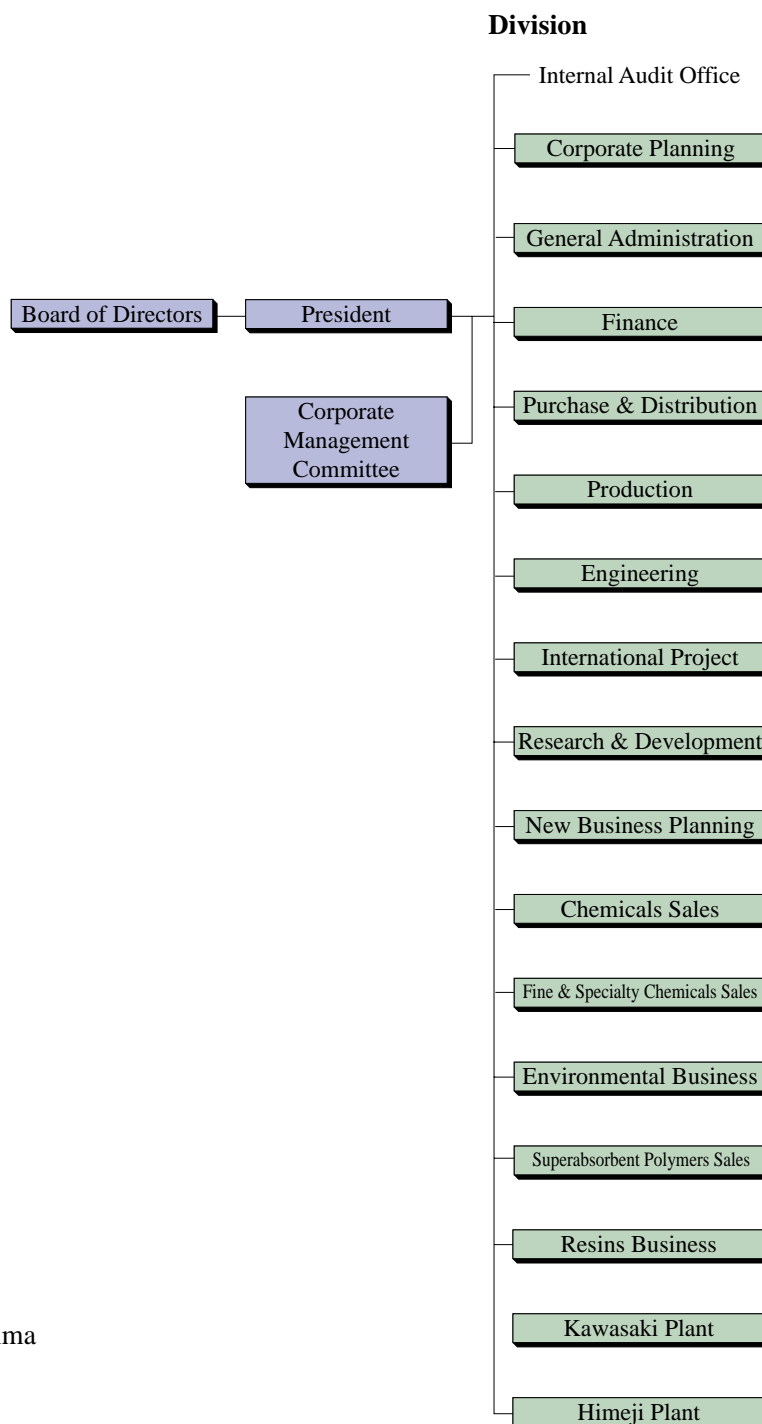 Division
Internal Audit Office
Corporate Planning
General Administration
Board of Directors
President
Finance
Corporate
Management
Committee
Purchase & Distribution
Production
Engineering
International Project
Research & Development
New Business Planning
Chemicals Sales
Fine & Specialty Chemicals Sales
Environmental Business
Superabsorbent Polymers Sales
Resins Business
Kawasaki Plant
Himeji Plant